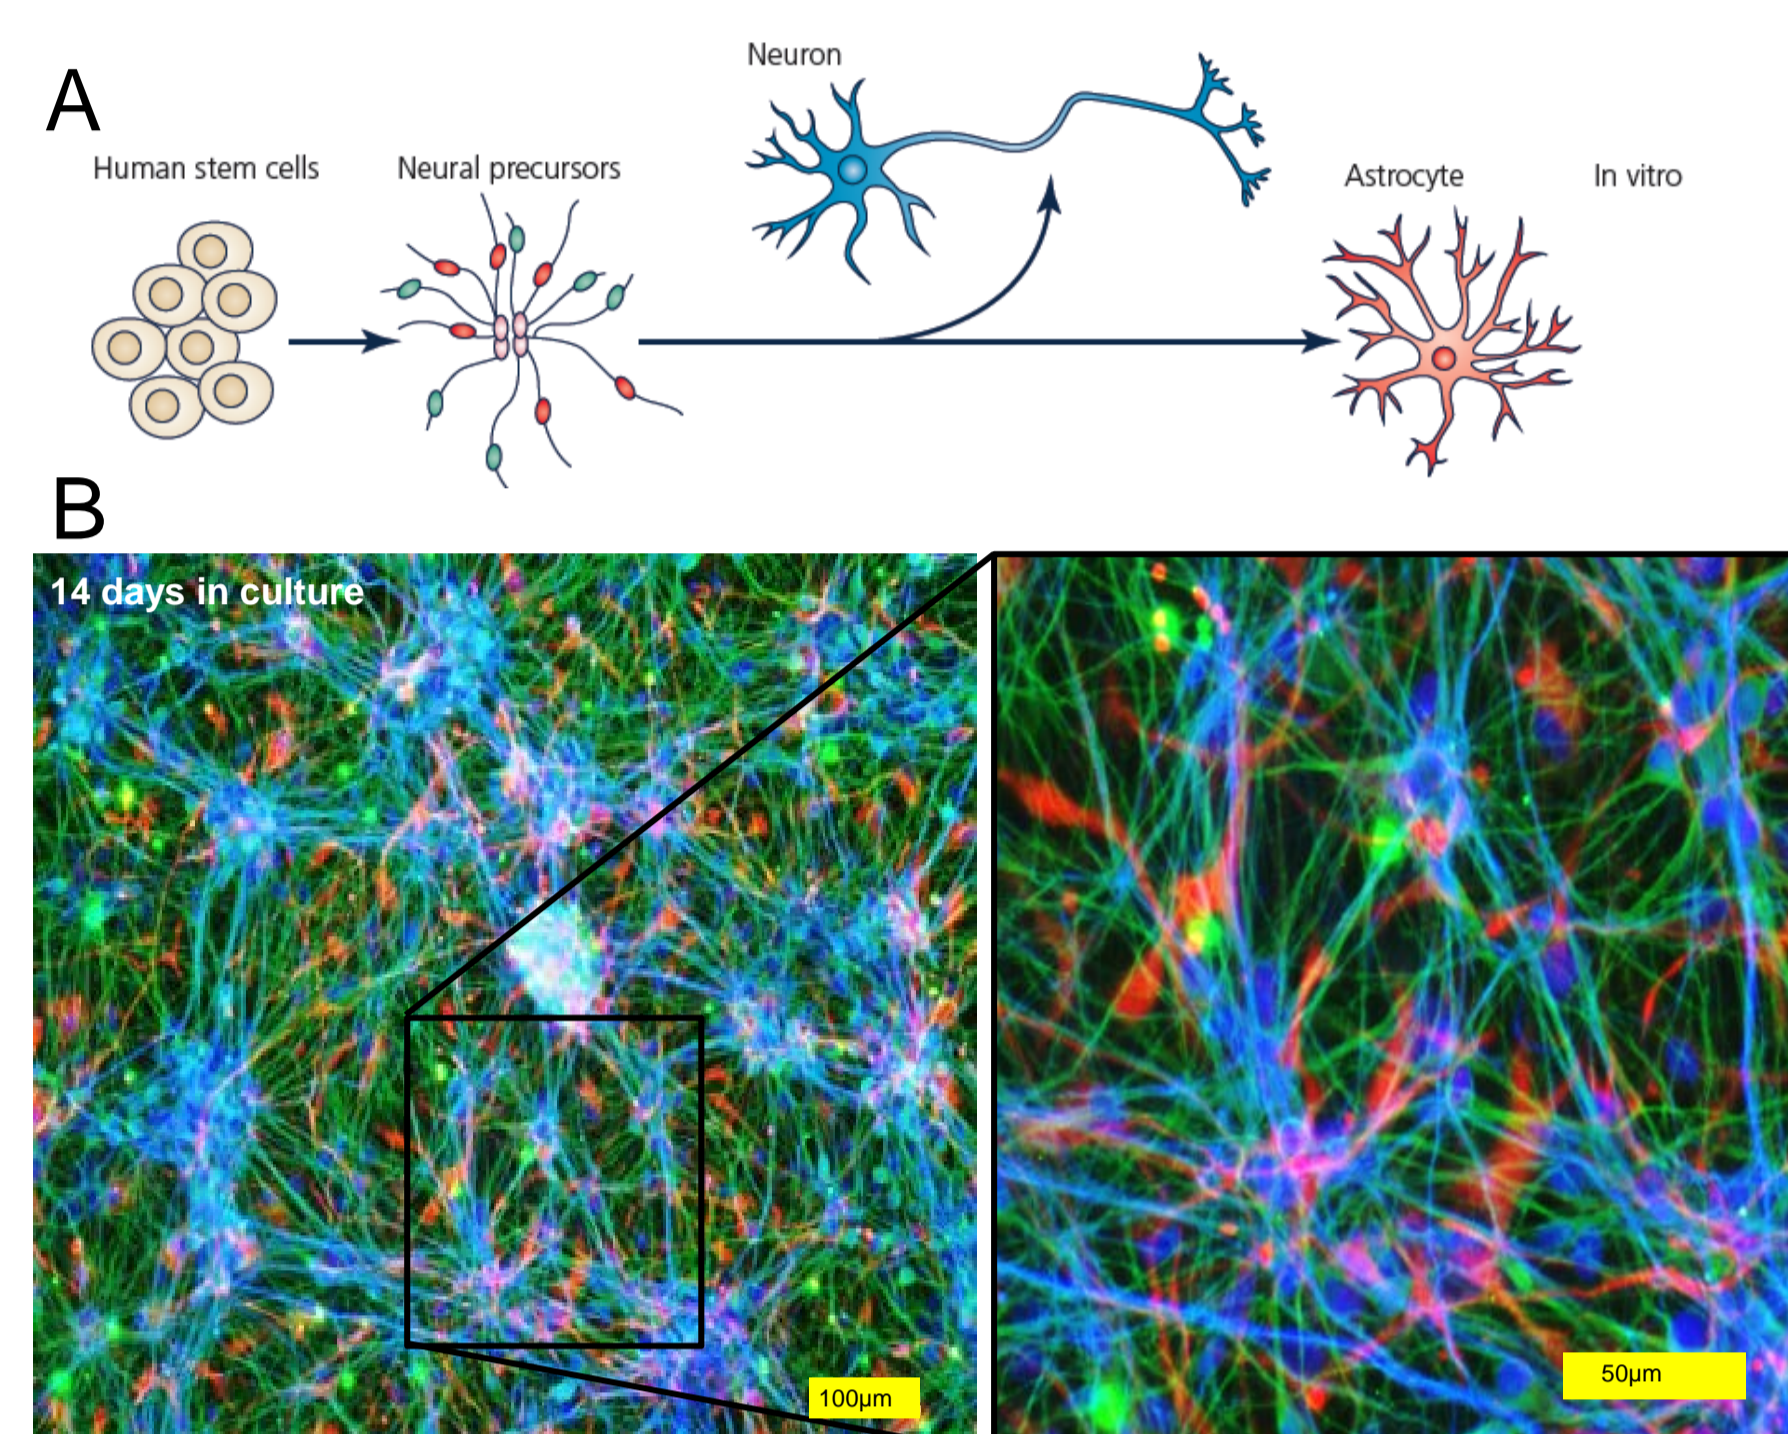 A
Human stem cells
Neural precursors
Neuron
Astrocyte
In vitro
B
14 days in culture
100µm
50µm